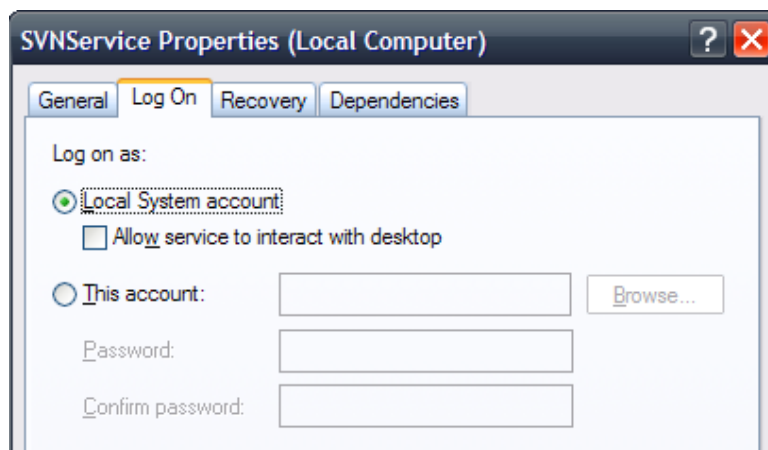 SVNService Properties (Local Computer)
General Log On Recovery Dependencies
Log on as:
Local System account
Allow service to interact with desktop
This account:
Browse...
Password:
Confirm password: